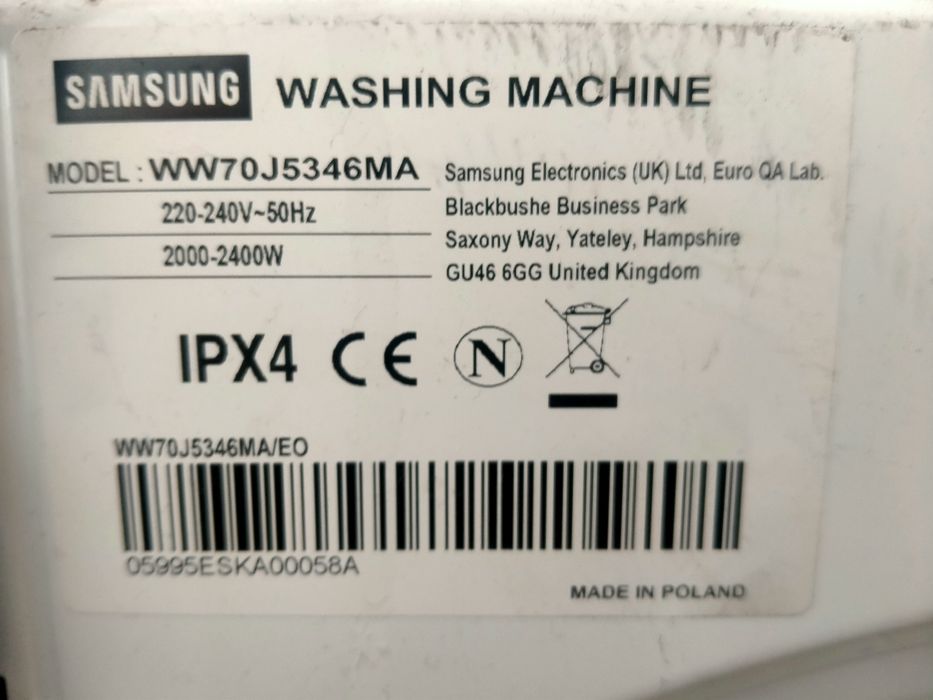 SAMSUNG WASHING MACHINE
MODEL : WW70J5346MA
220-240V~50Hz
2000-2400W
Samsung Electronics (UK) Ltd, Euro QA Lab.
Blackbushe Business Park
Saxony Way, Yateley, Hampshire
GU46 6GG United Kingdom
IPX4 CE N
WW70J5346MA/EO
05995ESKA00058A
MADE IN POLAND